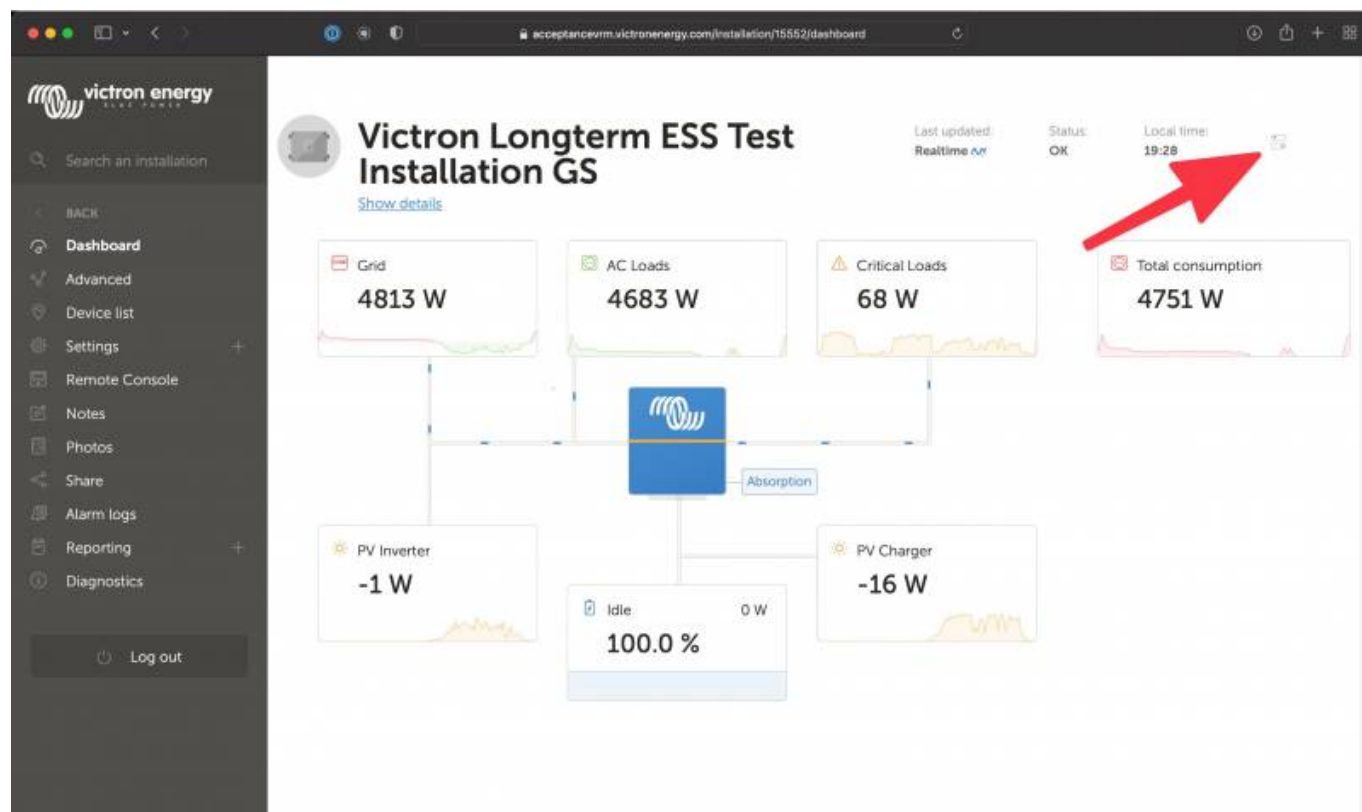 acceptancevrm.victronenergy.com/installation/15552/dashboard
victron energy
BLUE POWER
Search an installation
BACK
Dashboard
Advanced
Device list
Settings
Remote Console
Notes
Photos
Share
Alarm logs
Reporting
Diagnostics
Log out
Victron Longterm ESS Test
Installation GS
Show details
Last updated:
Realtime
Status:
OK
Local time:
19:28
Grid
4813 W
AC Loads
4683 W
Critical Loads
68 W
Total consumption
4751 W
Absorption
PV Inverter
-1 W
Idle
0 W
100.0 %
PV Charger
-16 W